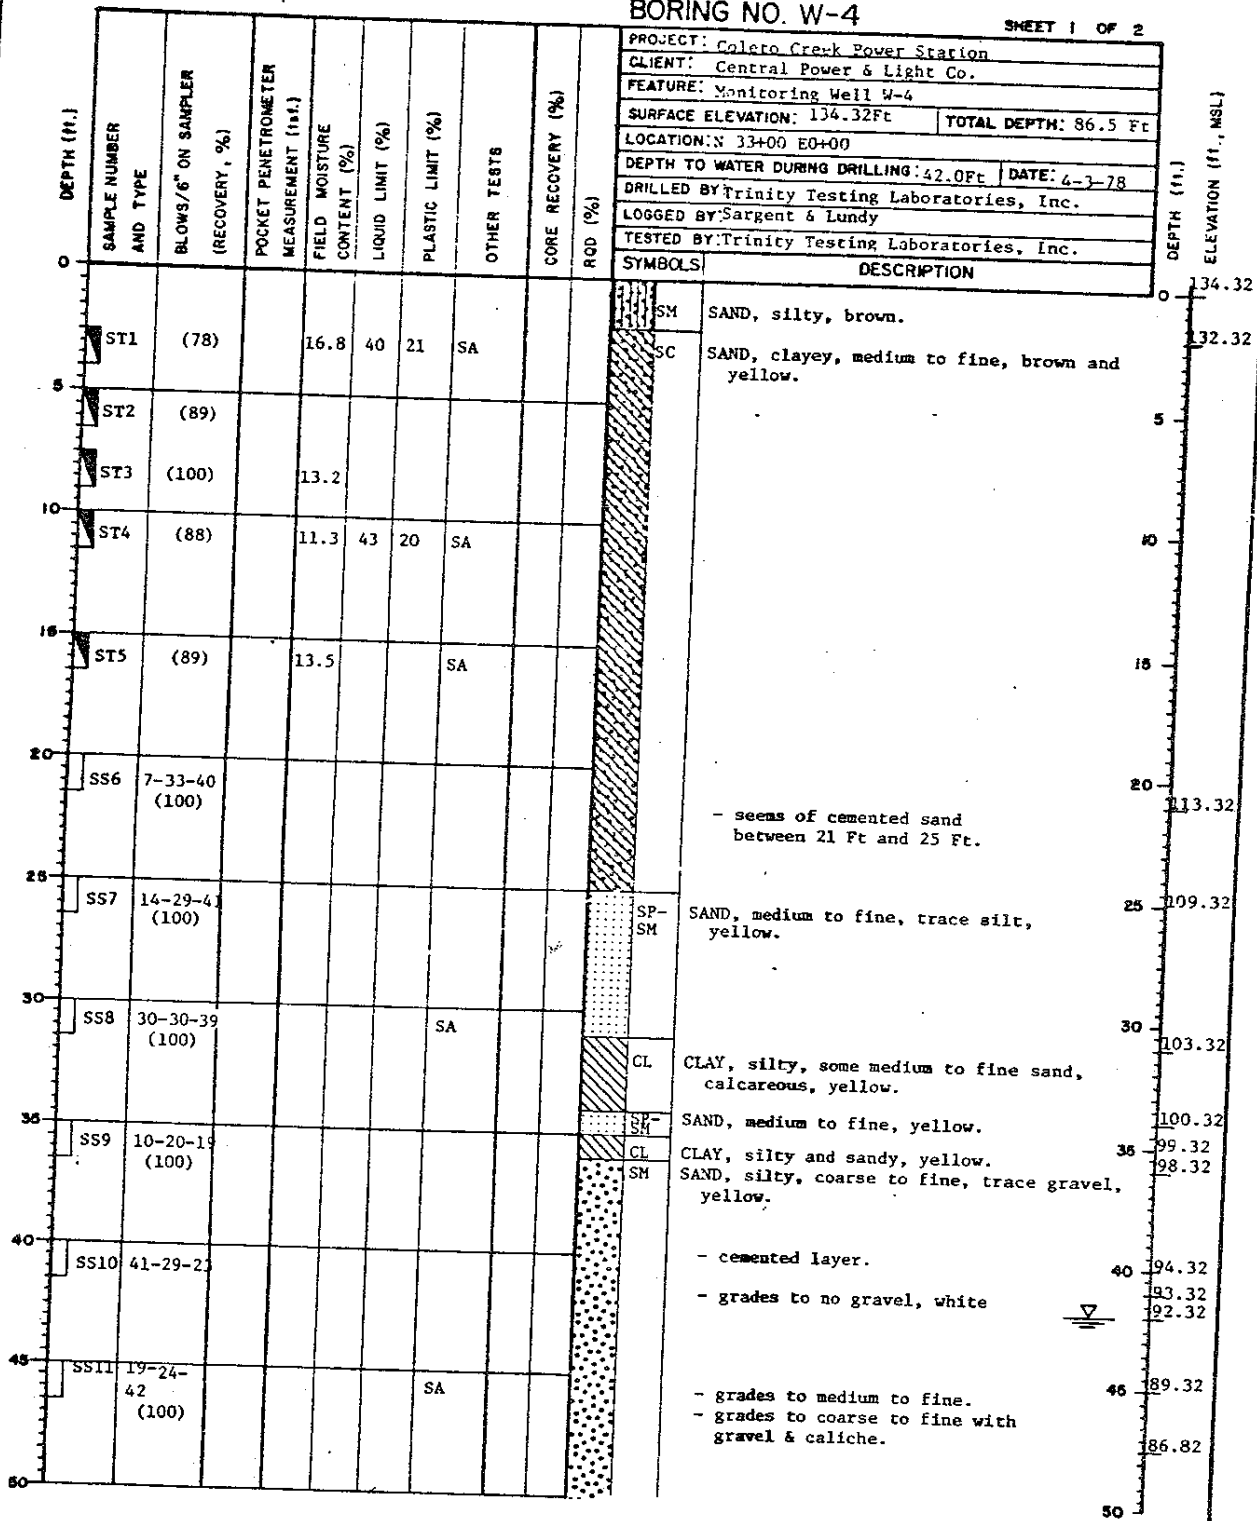 BORING NO. W-4
SHEET 1 OF 2
PROJECT: Coleto Creek Power Station
CLIENT: Central Power & Light Co.
FEATURE: Monitoring Well W-4
SURFACE ELEVATION: 134.32Ft TOTAL DEPTH: 86.5 Ft
LOCATION: N 33+00 E0+00
DEPTH TO WATER DURING DRILLING: 42.0Ft DATE: 4-3-78
DRILLED BY: Trinity Testing Laboratories, Inc.
LOGGED BY: Sargent & Lundy
TESTED BY: Trinity Testing Laboratories, Inc.
SYMBOLS DESCRIPTION
DEPTH (ft.)
SAMPLE NUMBER AND TYPE
BLOWS/6" ON SAMPLER (RECOVERY, %)
POCKET PENETROMETER MEASUREMENT (tsf.)
FIELD MOISTURE CONTENT (%)
LIQUID LIMIT (%)
PLASTIC LIMIT (%)
OTHER TESTS
CORE RECOVERY (%)
RQD (%)
DEPTH (ft.)
ELEVATION (ft., MSL)
0
0 134.32
SM SAND, silty, brown.
ST1 (78) 16.8 40 21 SA
132.32
SC SAND, clayey, medium to fine, brown and
yellow.
5
5
ST2 (89)
ST3 (100) 13.2
10
10
ST4 (88) 11.3 43 20 SA
15
15
ST5 (89) 13.5 SA
20
20
SS6 7-33-40
(100)
113.32
- seems of cemented sand
between 21 Ft and 25 Ft.
25
25 109.32
SS7 14-29-41
(100)
SP-
SM
SAND, medium to fine, trace silt,
yellow.
30
30
SS8 30-30-39
(100)
SA
103.32
CL CLAY, silty, some medium to fine sand,
calcareous, yellow.
35
100.32
SP-
SM
SAND, medium to fine, yellow.
SS9 10-20-19
(100)
35 99.32
CL CLAY, silty and sandy, yellow.
98.32
SM SAND, silty, coarse to fine, trace gravel,
yellow.
40
SS10 41-29-23
- cemented layer.
40 94.32
93.32
- grades to no gravel, white
92.32
45
SS11 19-24-
42
(100)
SA
45 89.32
- grades to medium to fine.
- grades to coarse to fine with
gravel & caliche.
86.82
50
50